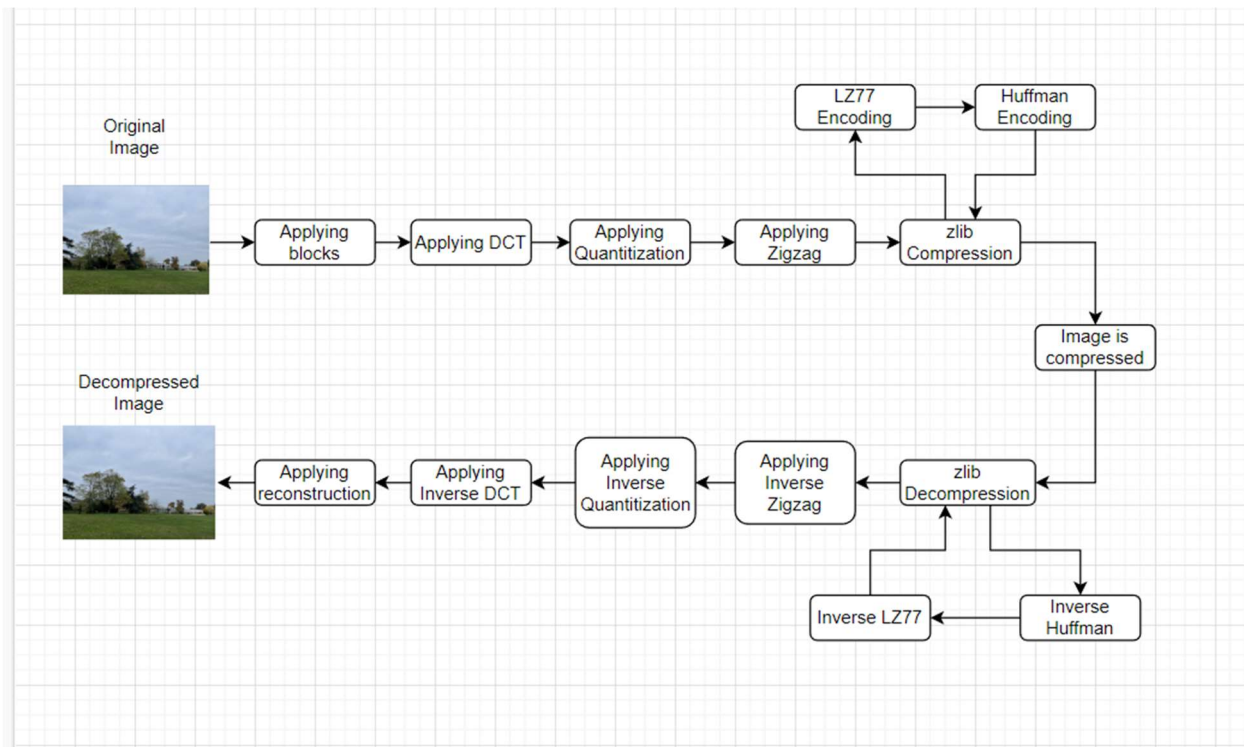 LZ77
Encoding
Huffman
Encoding
Original
Image
Applying
blocks
Applying DCT
Applying
Quantitization
Applying
Zigzag
zlib
Compression
Image is
compressed
Decompressed
Image
Applying
reconstruction
Applying
Inverse DCT
Applying
Inverse
Quantitization
Applying
Inverse
Zigzag
zlib
Decompression
Inverse LZ77
Inverse
Huffman